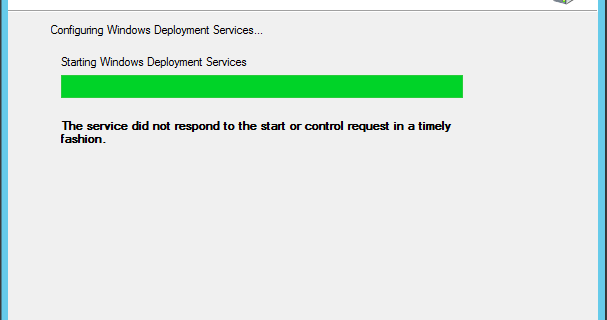 Configuring Windows Deployment Services...
Starting Windows Deployment Services
The service did not respond to the start or control request in a timely
fashion.